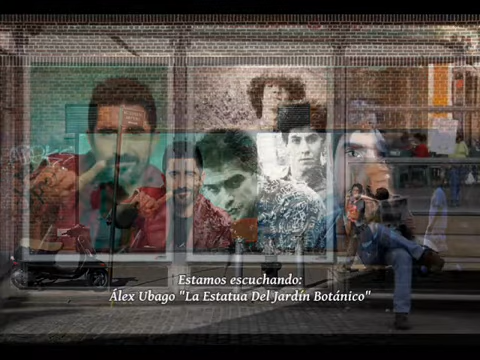 Estamos escuchando:
Álex Ubago "La Estatua Del Jardín Botánico"